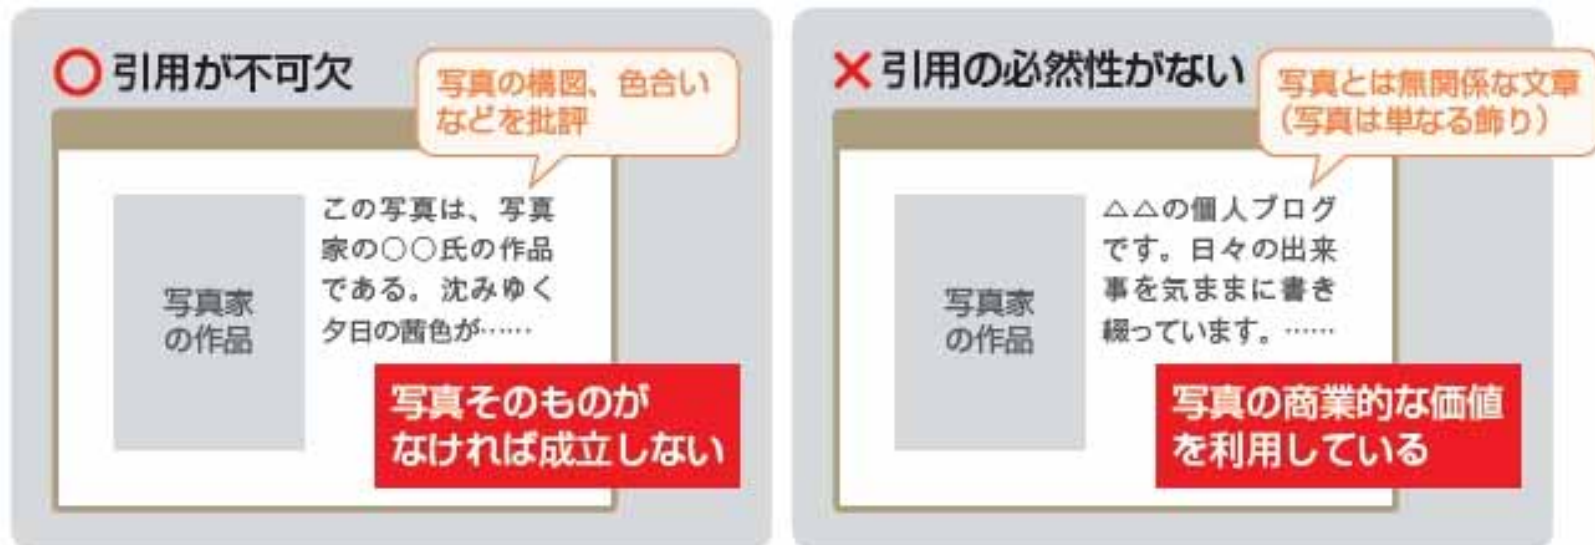 ○引用が不可欠
写真の構図、色合い
などを批評
写真家
の作品
この写真は、写真
家の○○氏の作品
である。沈みゆく
夕日の茜色が……
写真そのものが
なければ成立しない
×引用の必然性がない
写真とは無関係な文章
（写真は単なる飾り）
写真家
の作品
△△の個人ブログ
です。日々の出来
事を気ままに書き
綴っています。……
写真の商業的な価値
を利用している